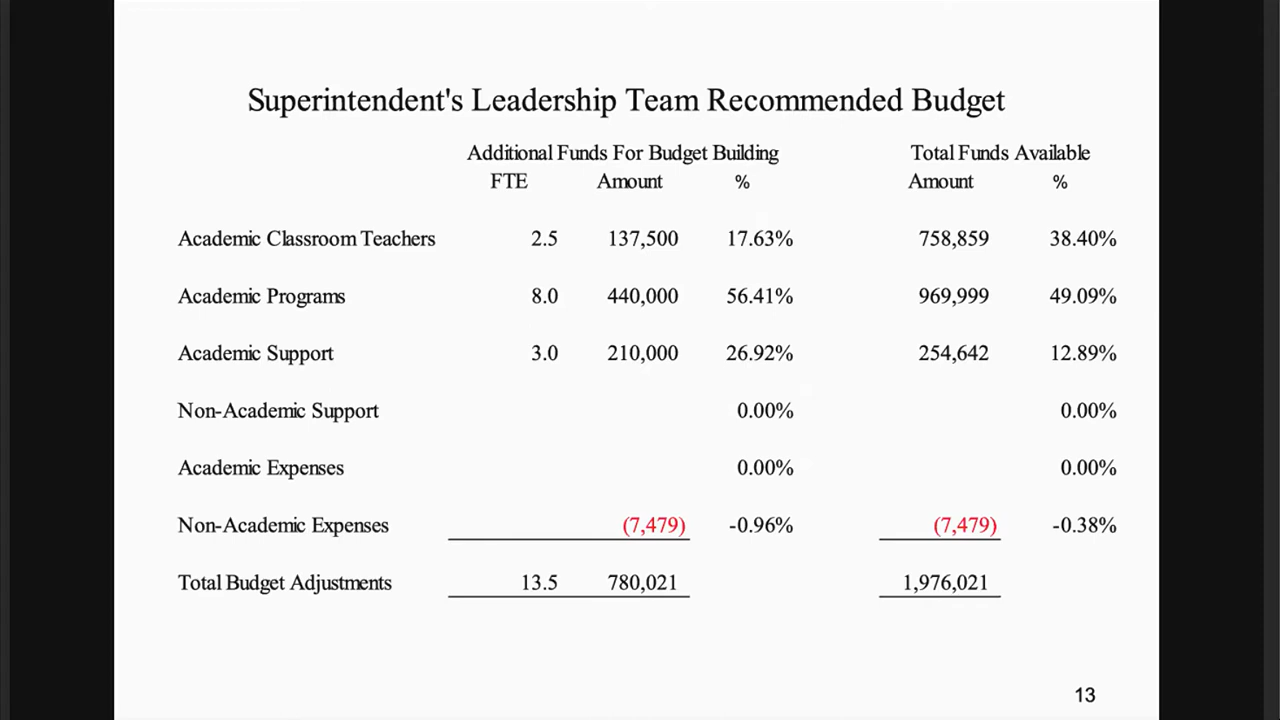 Superintendent's Leadership Team Recommended Budget
Additional Funds For Budget Building Total Funds Available
FTE Amount % Amount %
Academic Classroom Teachers 2.5 137,500 17.63% 758,859 38.40%
Academic Programs 8.0 440,000 56.41% 969,999 49.09%
Academic Support 3.0 210,000 26.92% 254,642 12.89%
Non-Academic Support 0.00% 0.00%
Academic Expenses 0.00% 0.00%
Non-Academic Expenses (7,479) -0.96% (7,479) -0.38%
Total Budget Adjustments 13.5 780,021 1,976,021
13